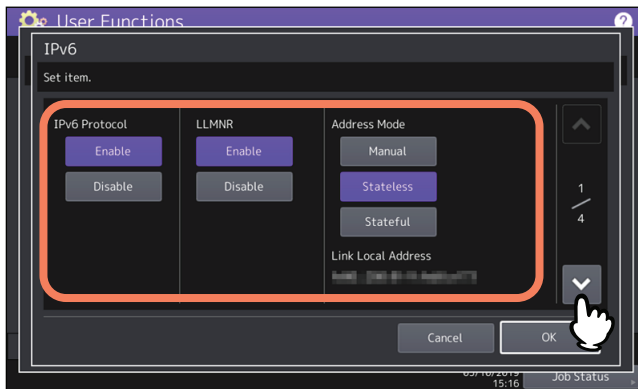 User Functions
?
IPv6
Set item.
IPv6 Protocol
LLMNR
Address Mode
Enable
Enable
Manual
Disable
Disable
Stateless
1
Stateful
4
Link Local Address
Cancel
OK
15:16
Job Status